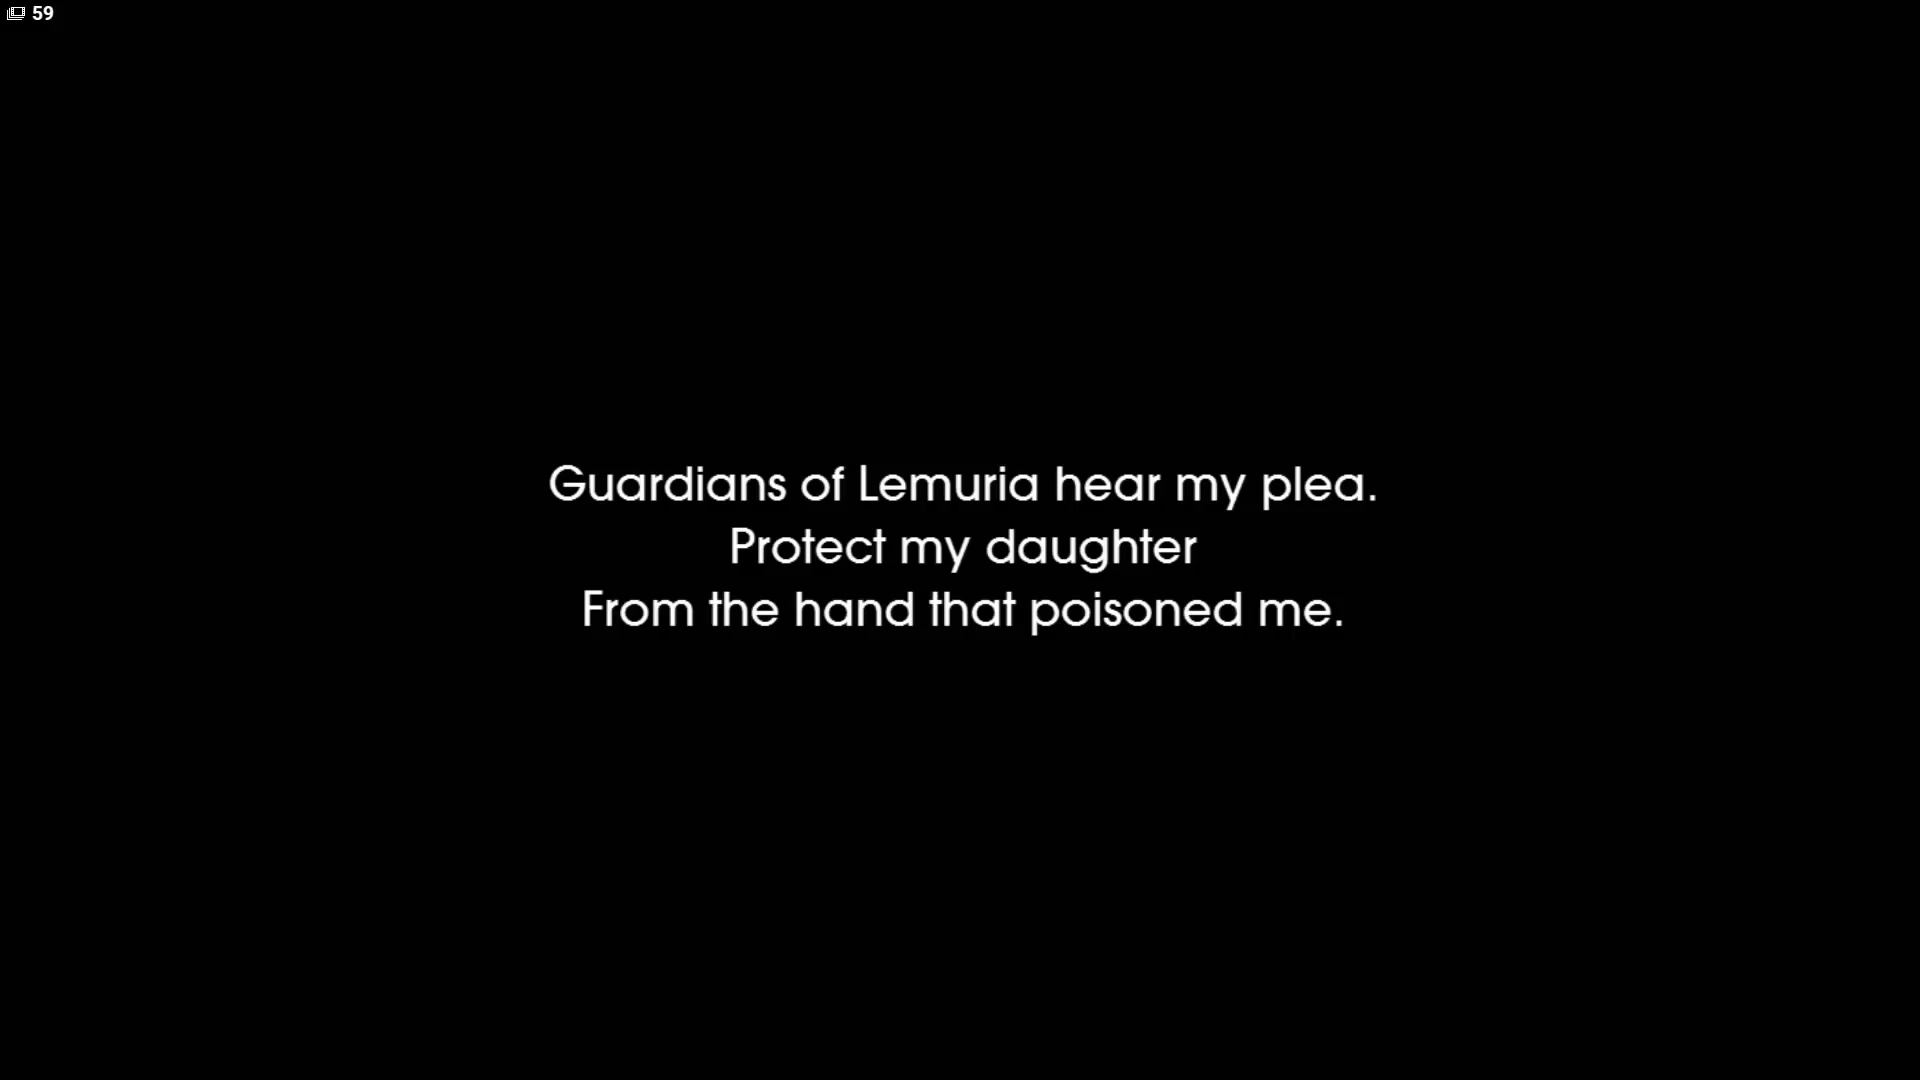 59
Guardians of Lemuria hear my plea.
Protect my daughter
From the hand that poisoned me.